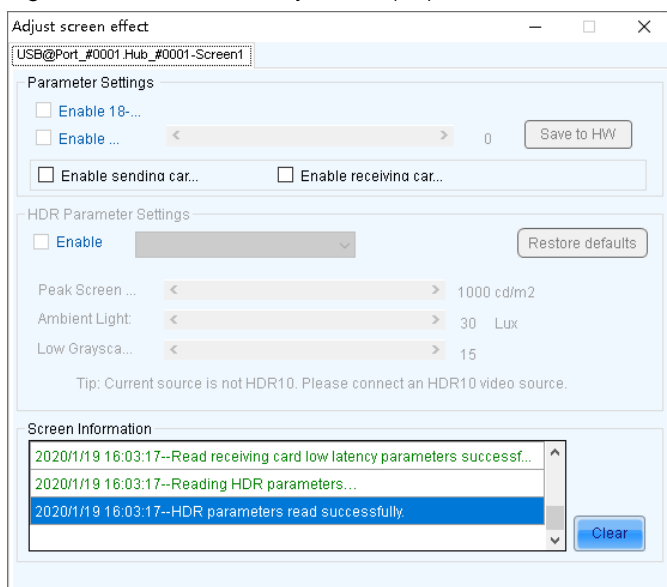 Adjust screen effect
USB@Port_#0001.Hub_#0001-Screen1
Parameter Settings
Enable 18-...
Enable ...
0
Save to HW
Enable sending car...
Enable receiving car...
HDR Parameter Settings
Enable
Restore defaults
Peak Screen ...
1000 cd/m2
Ambient Light:
30 Lux
Low Graysca...
15
Tip: Current source is not HDR10. Please connect an HDR10 video source.
Screen Information
2020/1/19 16:03:17--Read receiving card low latency parameters successf...
2020/1/19 16:03:17--Reading HDR parameters...
2020/1/19 16:03:17--HDR parameters read successfully.
Clear